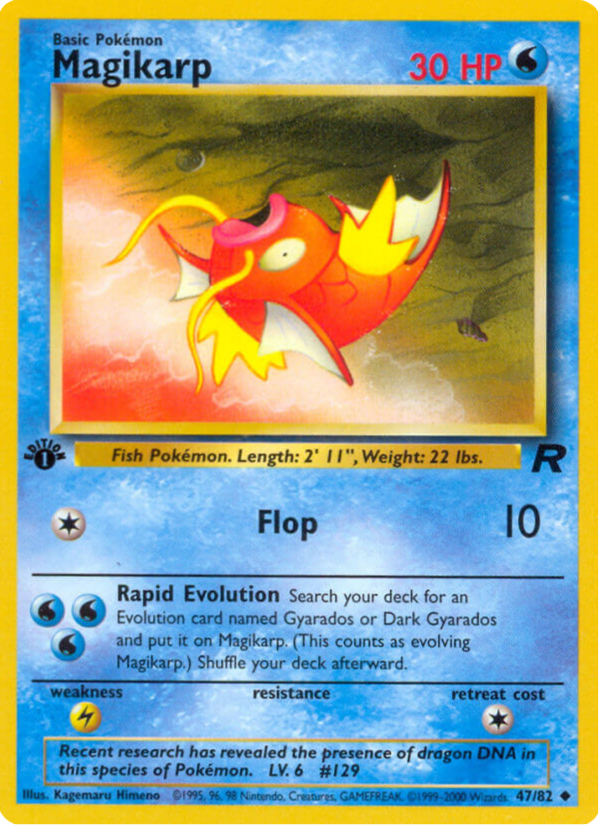 Basic Pokémon
Magikarp
30 HP
EDITION
1
Fish Pokémon. Length: 2' 11", Weight: 22 lbs.
R
Flop 10
Rapid Evolution Search your deck for an
Evolution card named Gyarados or Dark Gyarados
and put it on Magikarp. (This counts as evolving
Magikarp.) Shuffle your deck afterward.
weakness resistance retreat cost
Recent research has revealed the presence of dragon DNA in
this species of Pokémon. LV. 6 #129
Illus. Kagemaru Himeno ©1995, 96, 98 Nintendo, Creatures, GAMEFREAK. ©1999-2000 Wizards. 47/82